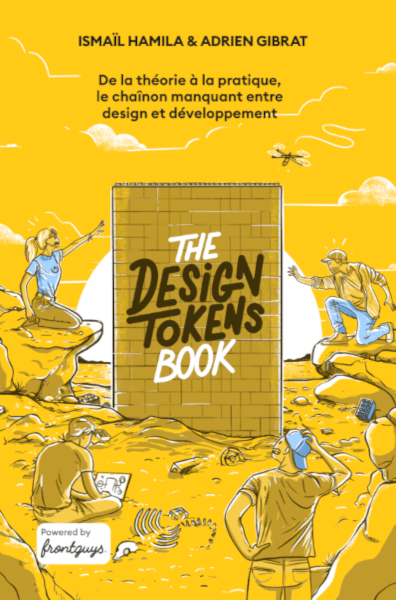 ISMAÏL HAMILA & ADRIEN GIBRAT
De la théorie à la pratique,
le chaînon manquant entre
design et développement
THE
DESIGN
TOKENS
BOOK
Powered by
frontguys.